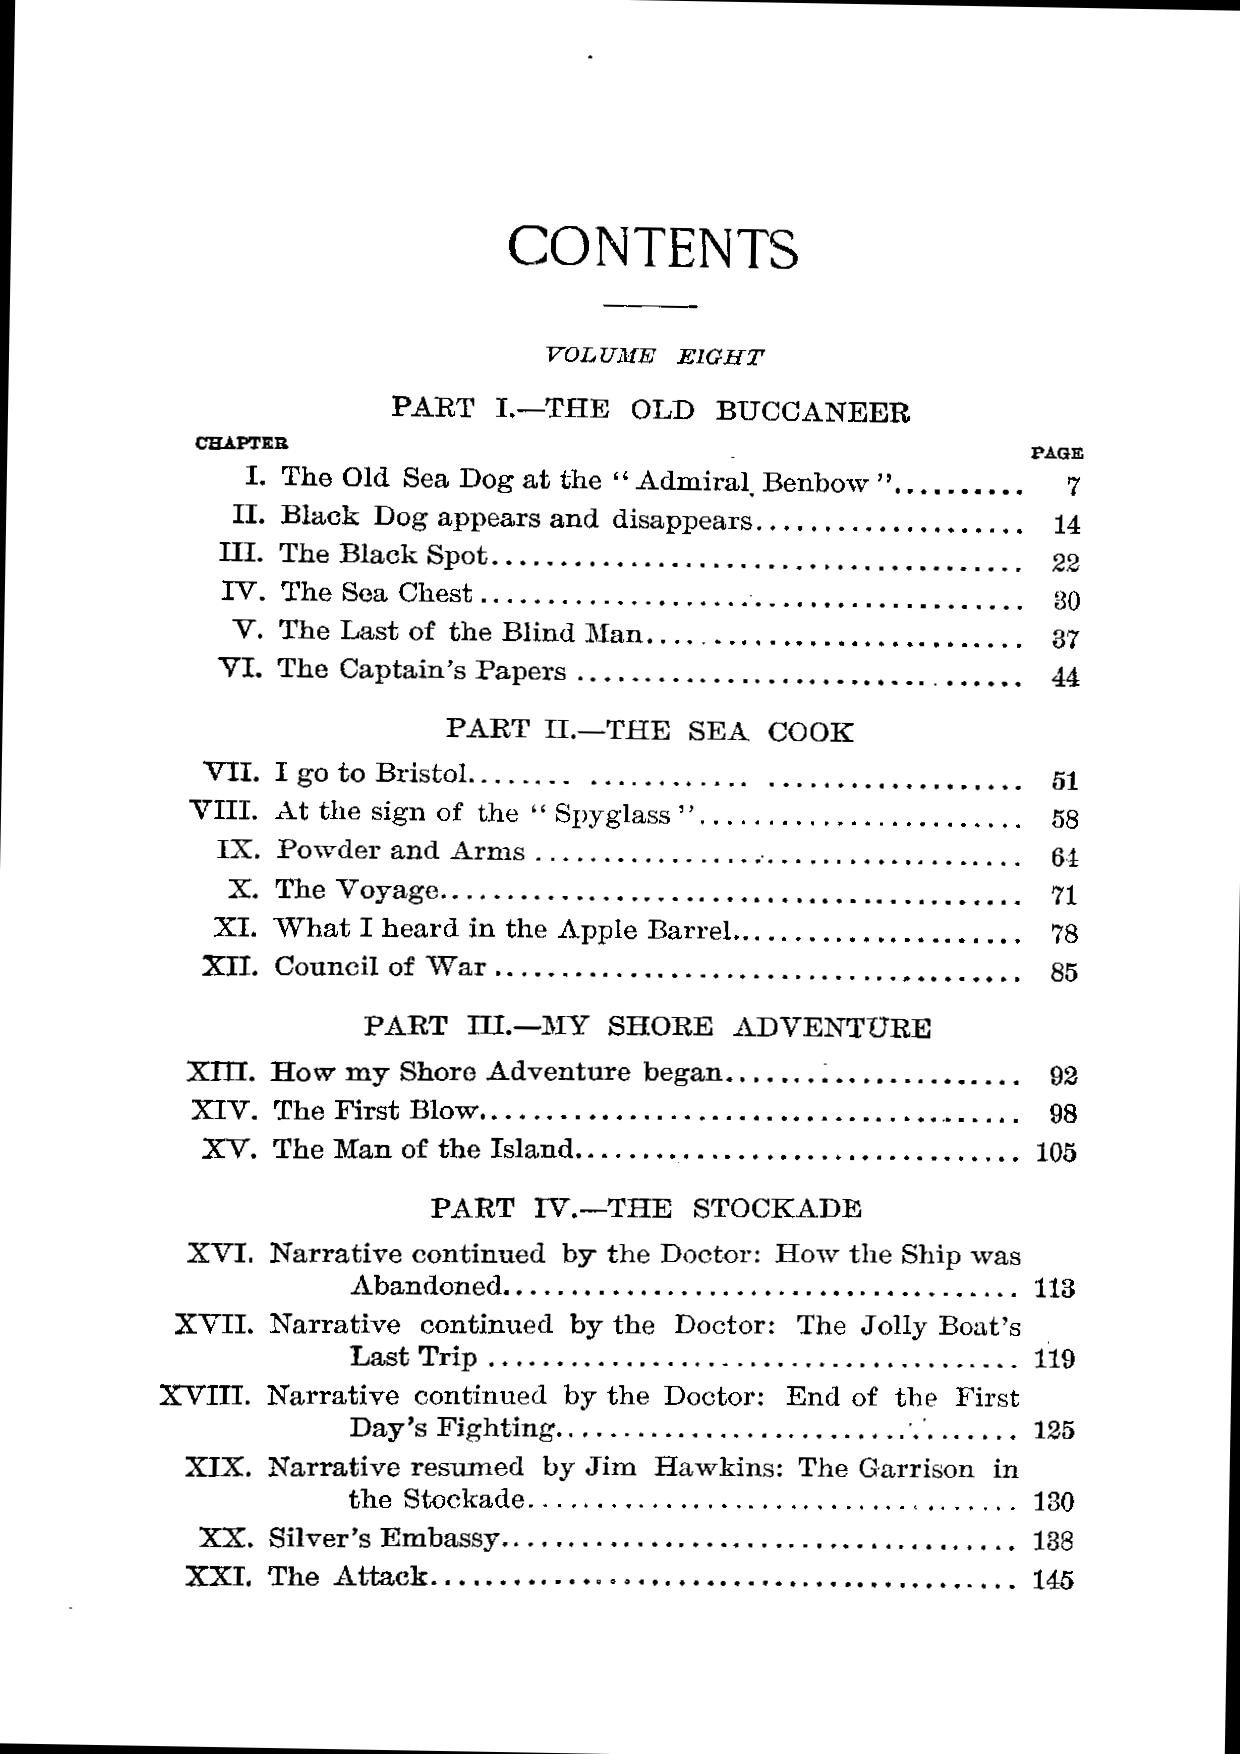 CONTENTS
VOLUME EIGHT
PART I.—THE OLD BUCCANEER
CHAPTER PAGE
I. The Old Sea Dog at the “Admiral Benbow”.......... 7
II. Black Dog appears and disappears.................... 14
III. The Black Spot....................................... 22
IV. The Sea Chest........................................ 30
V. The Last of the Blind Man............................ 37
VI. The Captain's Papers ................................. 44
PART II.—THE SEA COOK
VII. I go to Bristol........ ............ ................... 51
VIII. At the sign of the “Spyglass”........................ 58
IX. Powder and Arms .................................... 64
X. The Voyage........................................... 71
XI. What I heard in the Apple Barrel...................... 78
XII. Council of War ....................................... 85
PART III.—MY SHORE ADVENTURE
XIII. How my Shore Adventure began...................... 92
XIV. The First Blow........................................ 98
XV. The Man of the Island................................. 105
PART IV.—THE STOCKADE
XVI. Narrative continued by the Doctor: How the Ship was
Abandoned...................................... 113
XVII. Narrative continued by the Doctor: The Jolly Boat's
Last Trip ....................................... 119
XVIII. Narrative continued by the Doctor: End of the First
Day's Fighting.................................. 125
XIX. Narrative resumed by Jim Hawkins: The Garrison in
the Stockade.................................... 130
XX. Silver's Embassy...................................... 138
XXI. The Attack........................................... 145